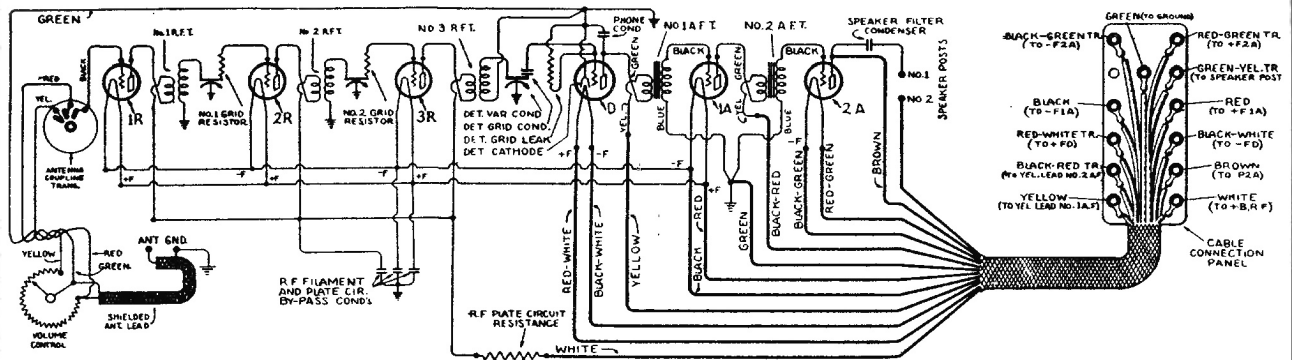 GREEN
RED
YEL.
BLACK
ANTENNA
COUPLING
TRANS.
1R
No.1 R.F.T.
NO.1 GRID
RESISTOR
2R
No 2 R.F.T.
NO.2 GRID
RESISTOR
3R
NO 3 R.F.T.
DET. VAR COND
DET GRID COND.
DET. GRID LEAK
DET CATHODE
PHONE
COND
D
NO.1 A F.T.
GREEN
BLACK
YEL
BLUE
1A
NO.2 A.F.T.
GREEN
BLACK
YEL
BLUE
2 A
SPEAKER FILTER
CONDENSER
NO.1
NO 2
SPEAKER POSTS
-F
+F
-F
+F
+F
+F
-F
-F
+F
-F
YELLOW
RED
GREEN
ANT GND.
VOLUME
CONTROL
SHIELDED
ANT. LEAD
R F FILAMENT
AND PLATE CIR.
BY-PASS COND'S
R.F PLATE CIRCUIT
RESISTANCE
WHITE
RED-WHITE
BLACK-WHITE
YELLOW
BLACK
RED
GREEN
BLACK-RED
BLACK-GREEN
RED-GREEN
BROWN
GREEN (TO GROUND)
BLACK-GREEN TR
(TO -F2A)
BLACK
(TO -F1A)
RED-WHITE TR
(TO +FD)
BLACK-RED TR
(TO YEL. LEAD NO.2 A.F.)
YELLOW
(TO YEL LEAD NO.1A.F.)
RED-GREEN TR.
(TO +F2A)
GREEN-YEL.TR
(TO SPEAKER POST
RED
(TO +F1A)
BLACK-WHITE
(TO -FD)
BROWN
(TO P2A)
WHITE
(TO +B.R F)
CABLE
CONNECTION
PANEL